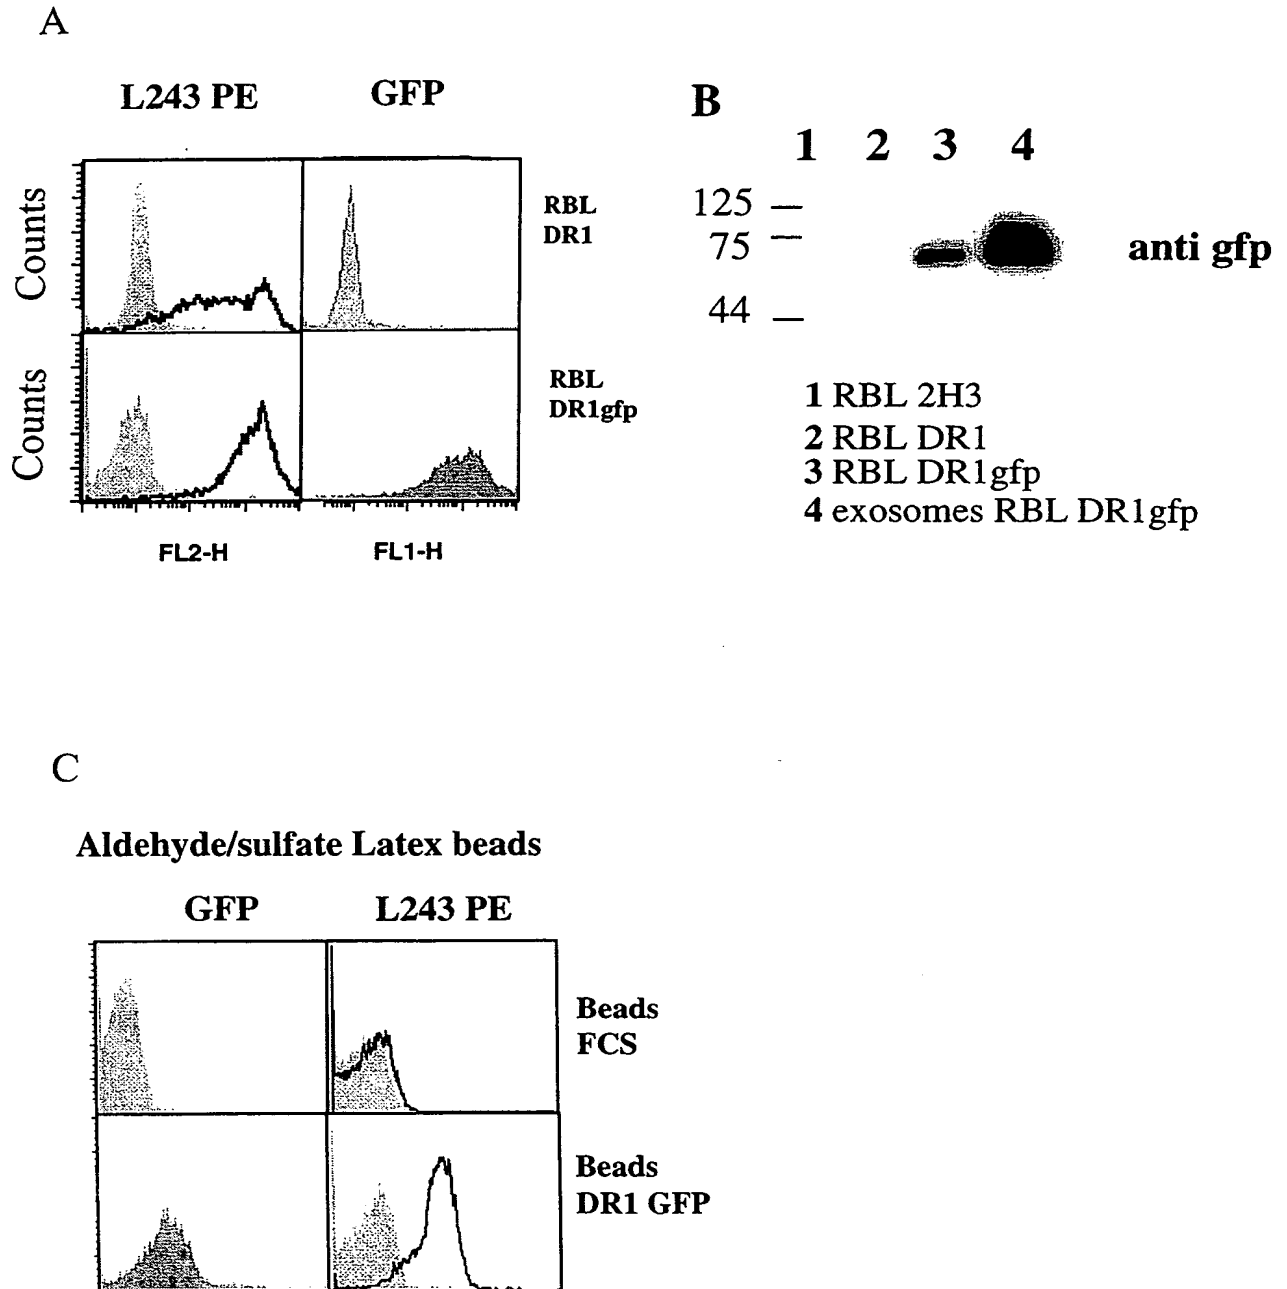 A
L243 PE GFP
Counts
RBL
DR1
Counts
RBL
DR1gfp
FL2-H FL1-H
B
1 2 3 4
125
75
44
anti gfp
1 RBL 2H3
2 RBL DR1
3 RBL DR1gfp
4 exosomes RBL DR1gfp
C
Aldehyde/sulfate Latex beads
GFP L243 PE
Beads
FCS
Beads
DR1 GFP